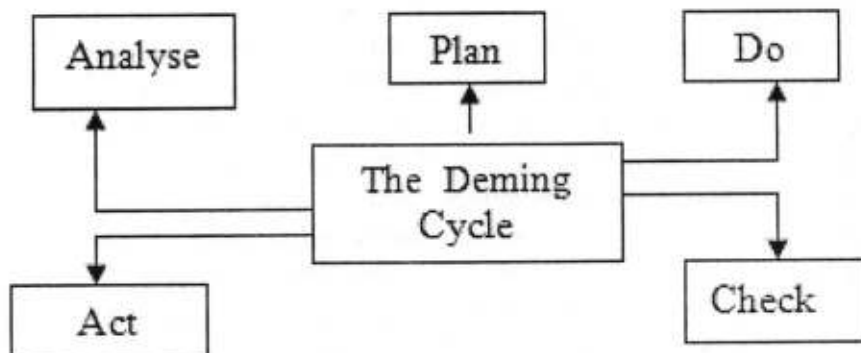 Analyse
Plan
Do
The Deming
Cycle
Act
Check